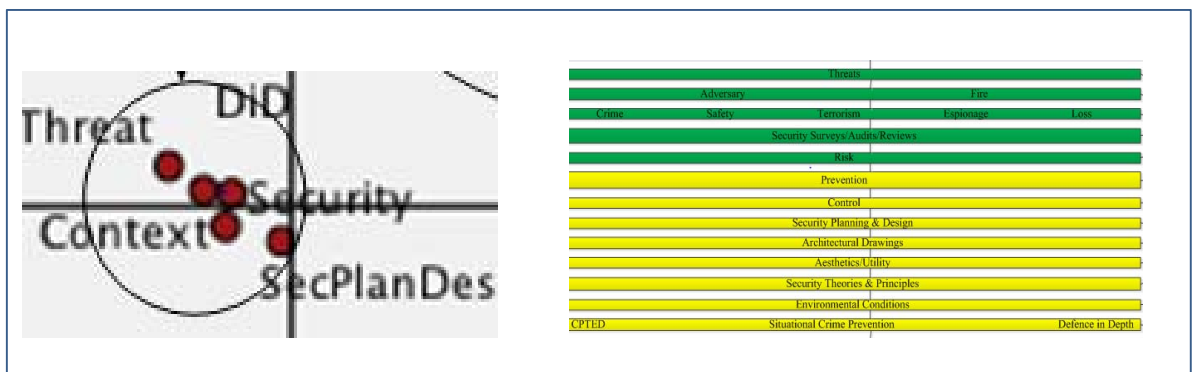 DiD
Threat
Security
Context
SecPlanDes
Threats
Adversary Fire
Crime Safety Terrorism Espionage Loss
Security Surveys/Audits/Reviews
Risk
Prevention
Control
Security Planning & Design
Architectural Drawings
Aesthetics/Utility
Security Theories & Principles
Environmental Conditions
CPTED Situational Crime Prevention Defence in Depth